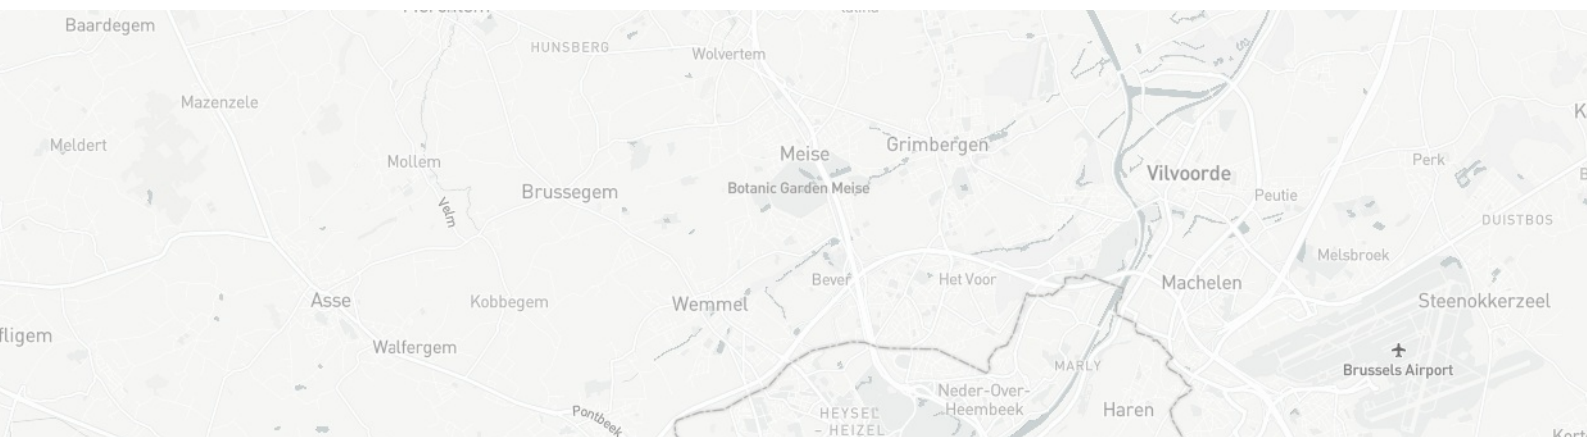 Baardegem
HUNSBERG
Wolvertem
Mazenzele
Meldert
Mollem
Meise
Grimbergen
Vilvoorde
Perk
Botanic Garden Meise
Brussegem
Peutie
Velm
DUISTBOS
Melsbroek
Bever
Het Voor
Machelen
Asse
Kobbegem
Wemmel
Steenokkerzeel
fligem
Walfergem
MARLY
Brussels Airport
Neder-Over-
Heembeek
Pontbeek
HEYSEL
- HEIZEL
Haren